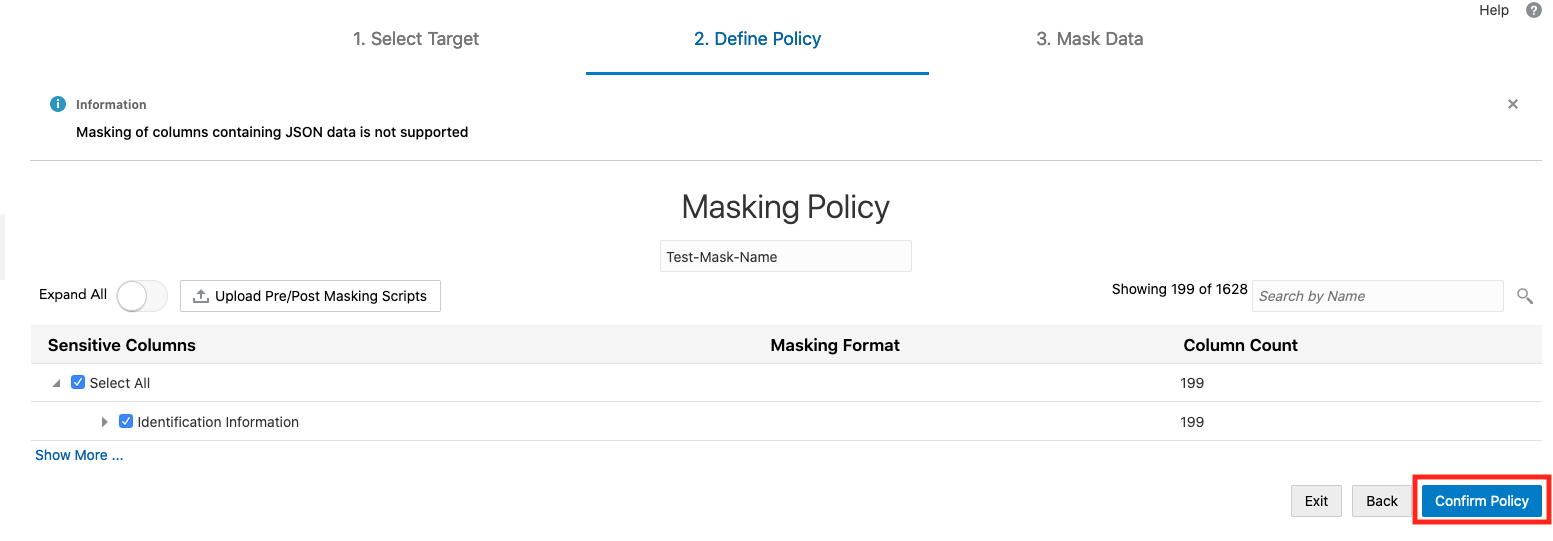 Help ?
1. Select Target
2. Define Policy
3. Mask Data
i Information
×
Masking of columns containing JSON data is not supported
Masking Policy
Test-Mask-Name
Expand All
Upload Pre/Post Masking Scripts
Showing 199 of 1628
Search by Name
Sensitive Columns Masking Format Column Count
Select All 199
Identification Information 199
Show More ...
Exit Back Confirm Policy